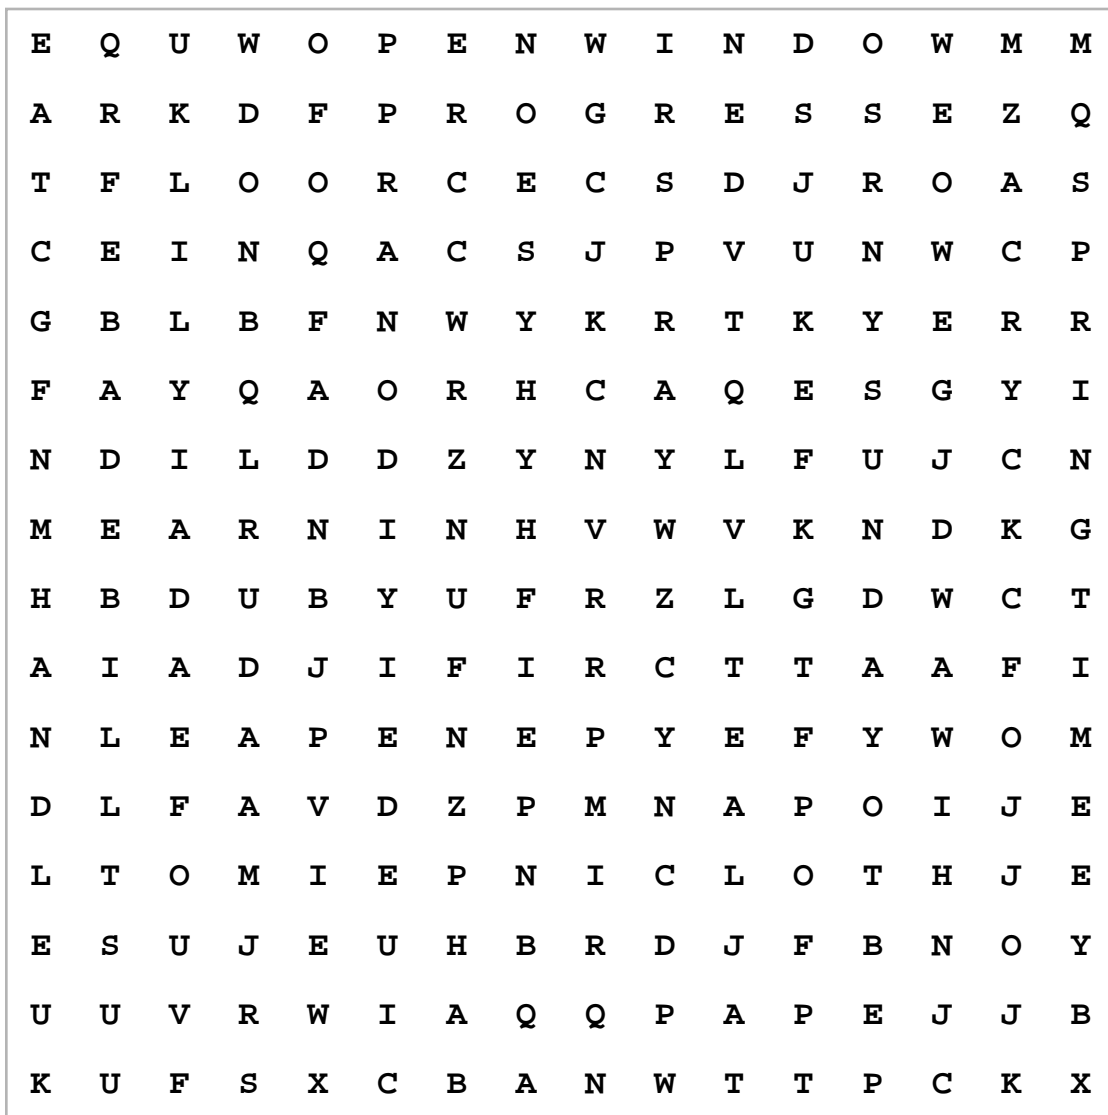 E Q U W O P E N W I N D O W M M
A R K D F P R O G R E S S E Z Q
T F L O O R C E C S D J R O A S
C E I N Q A C S J P V U N W C P
G B L B F N W Y K R T K Y E R R
F A Y Q A O R H C A Q E S G Y I
N D I L D D Z Y N Y L F U J C N
M E A R N I N H V W V K N D K G
H B D U B Y U F R Z L G D W C T
A I A D J I F I R C T T A A F I
N L E A P E N E P Y E F Y W O M
D L F A V D Z P M N A P O I J E
L T O M I E P N I C L O T H J E
E S U J E U H B R D J F B N O Y
U U V R W I A Q Q P A P E J J B
K U F S X C B A N W T T P C K X